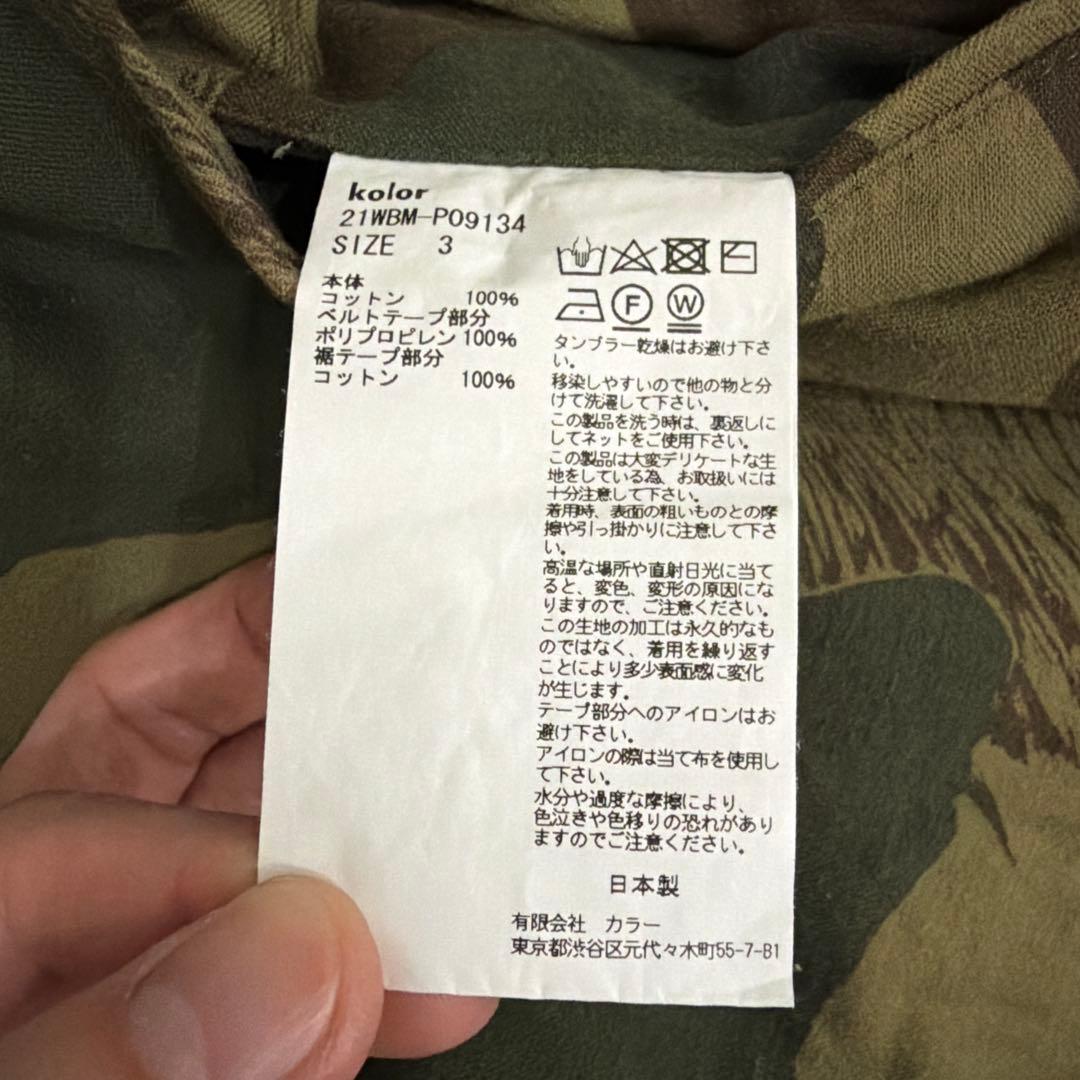 kolor
21WBM-P09134
SIZE 3
本体
コットン 100%
ベルトテープ部分
ポリプロピレン 100%
裾テープ部分
コットン 100%
F W
タンブラー乾燥はお避け下さ
い。
移染しやすいので他の物と分
けて洗濯して下さい。
この製品を洗う時は、裏返しに
してネットをご使用下さい。
この製品は大変デリケートな生
地をしている為、お取扱いには
十分注意して下さい。
着用時、表面の粗いものとの摩
擦や引っ掛かりに注意して下さ
い。
高温な場所や直射日光に当て
ると、変色、変形の原因にな
りますので、ご注意ください。
この生地の加工は永久的なも
のではなく、着用を繰り返す
ことにより多少表面感に変化
が生じます。
テープ部分へのアイロンはお
避け下さい。
アイロンの際は当て布を使用し
て下さい。
水分や過度な摩擦により、
色泣きや色移りの恐れがあり
ますのでご注意ください。
日本製
有限会社 カラー
東京都渋谷区元代々木町55-7-B1